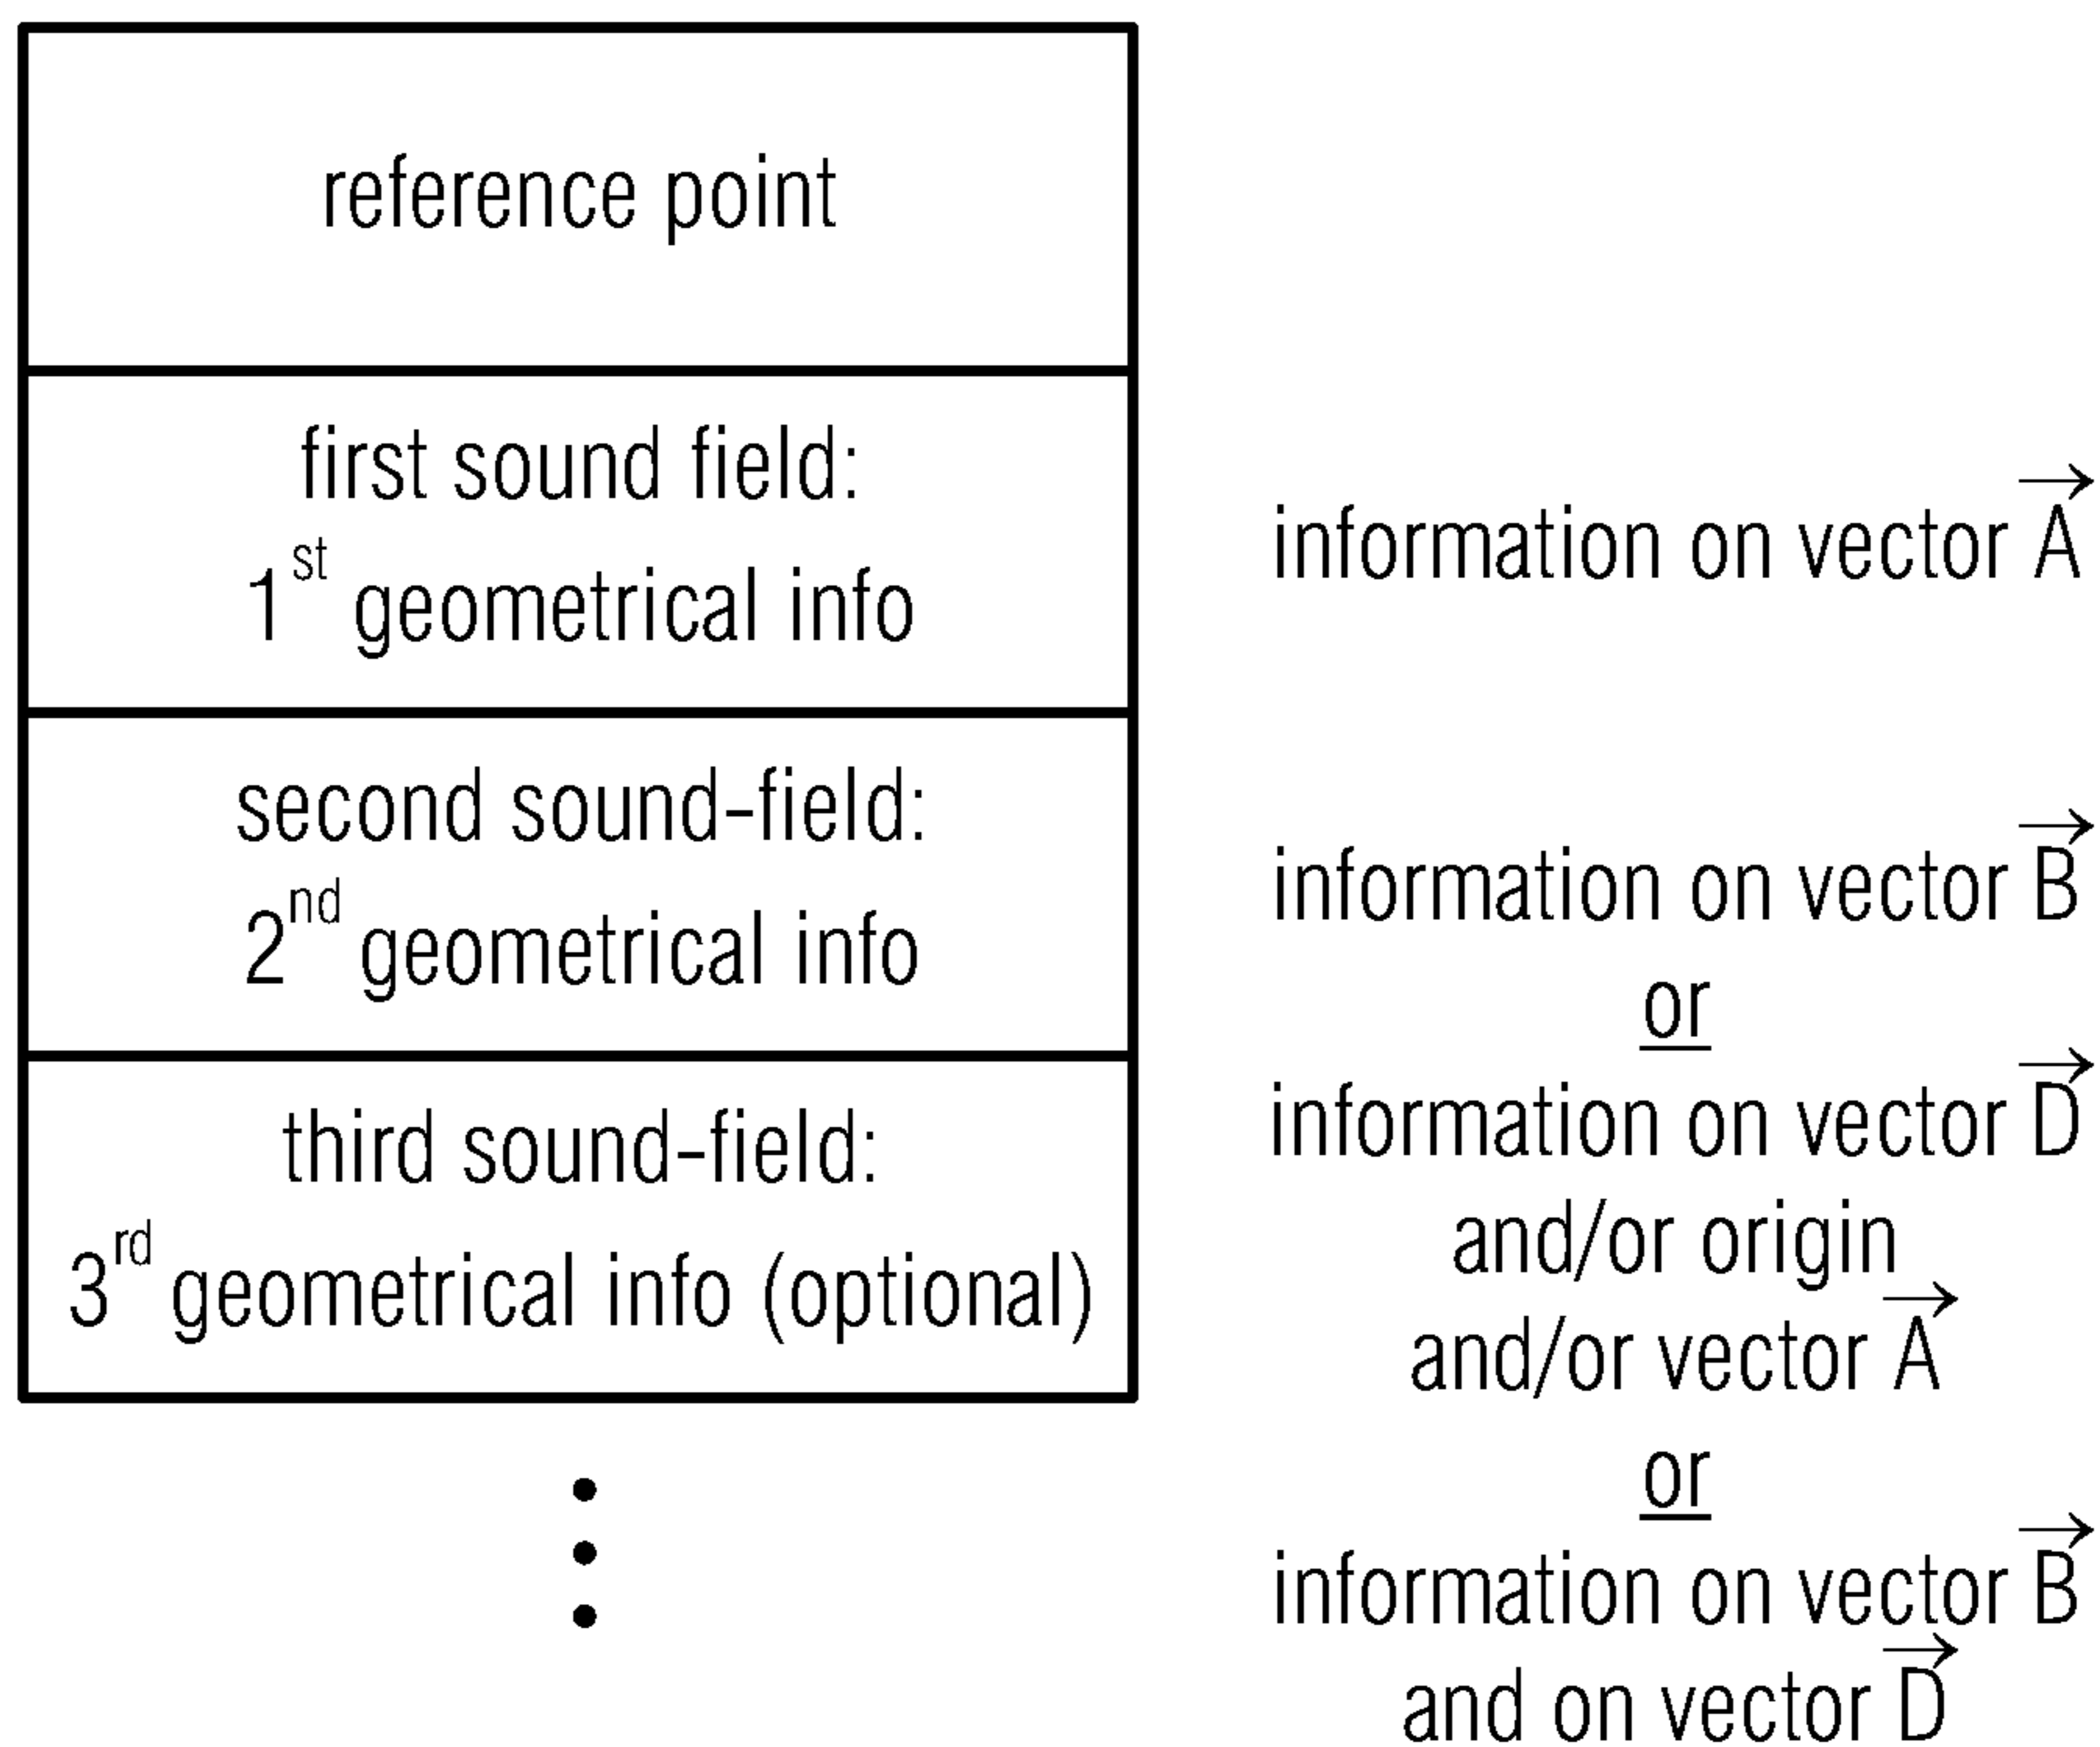 reference point
first sound field:
1st geometrical info
information on vector A⃗
second sound-field:
2nd geometrical info
information on vector B⃗
or
information on vector D⃗
and/or origin
and/or vector A⃗
or
information on vector B⃗
and on vector D⃗
third sound-field:
3rd geometrical info (optional)